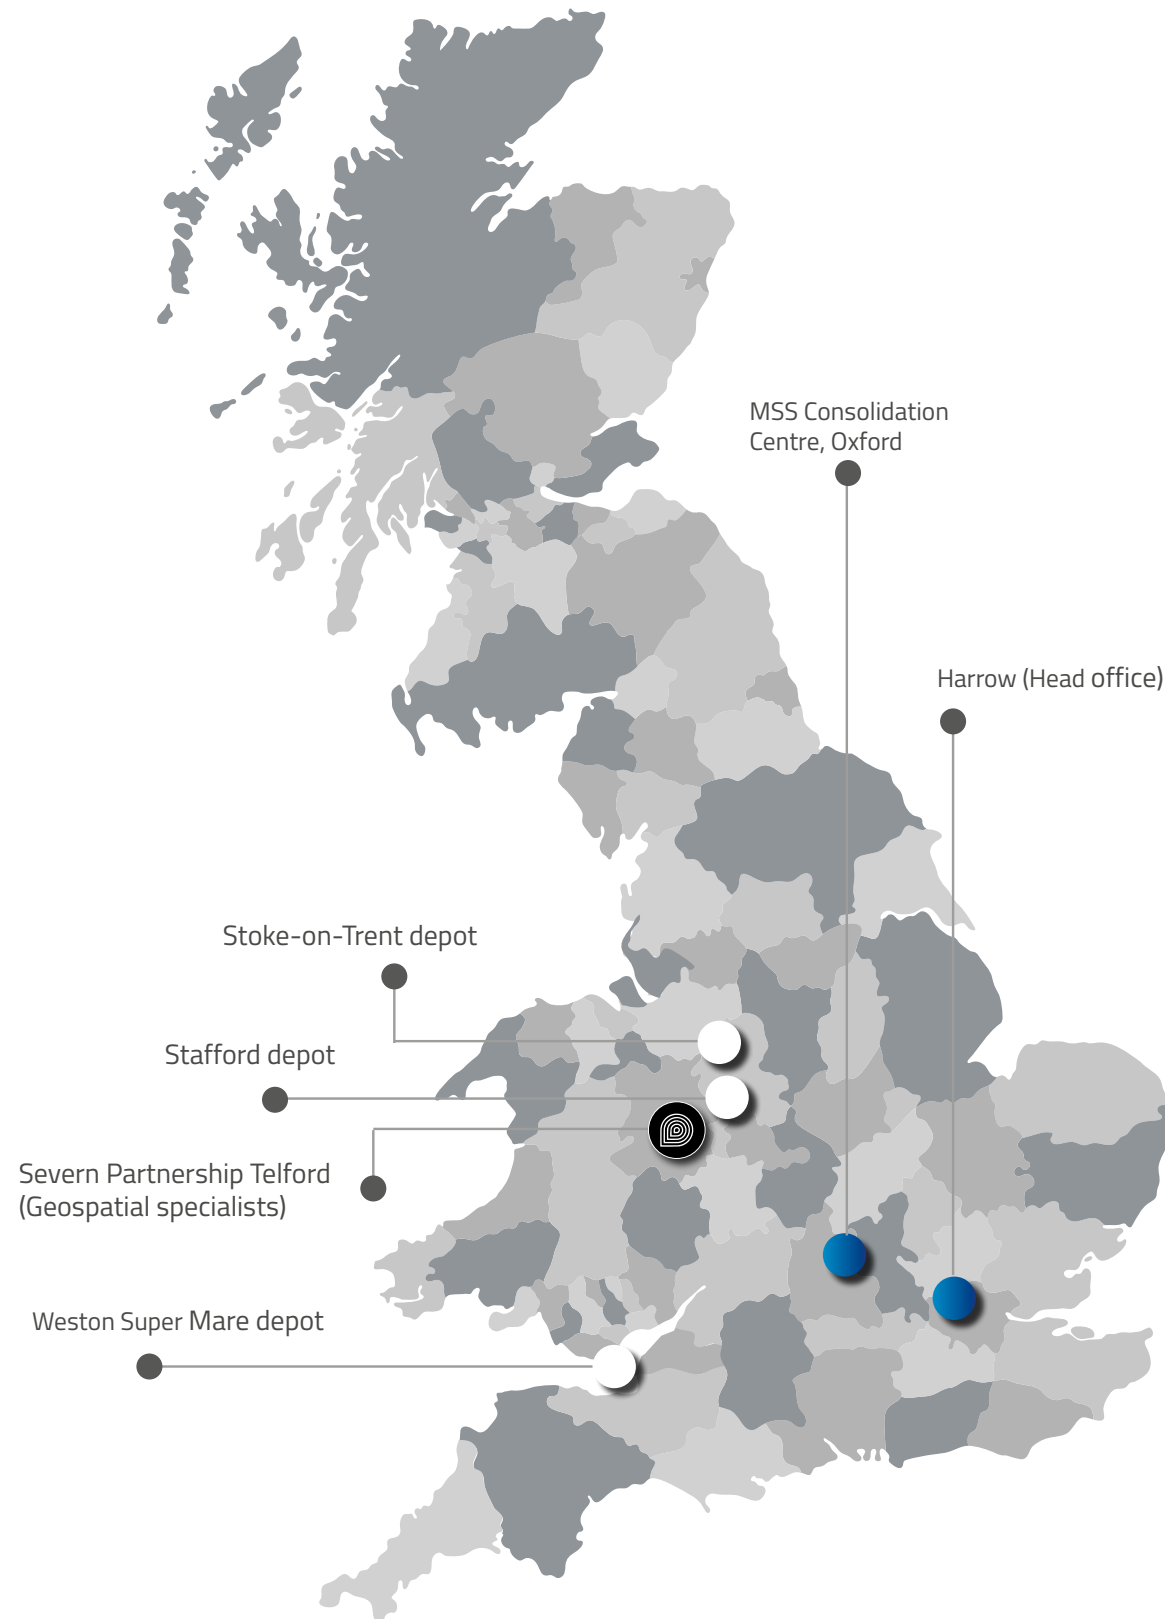 MSS Consolidation
Centre, Oxford
Harrow (Head office)
Stoke-on-Trent depot
Stafford depot
Severn Partnership Telford
(Geospatial specialists)
Weston Super Mare depot